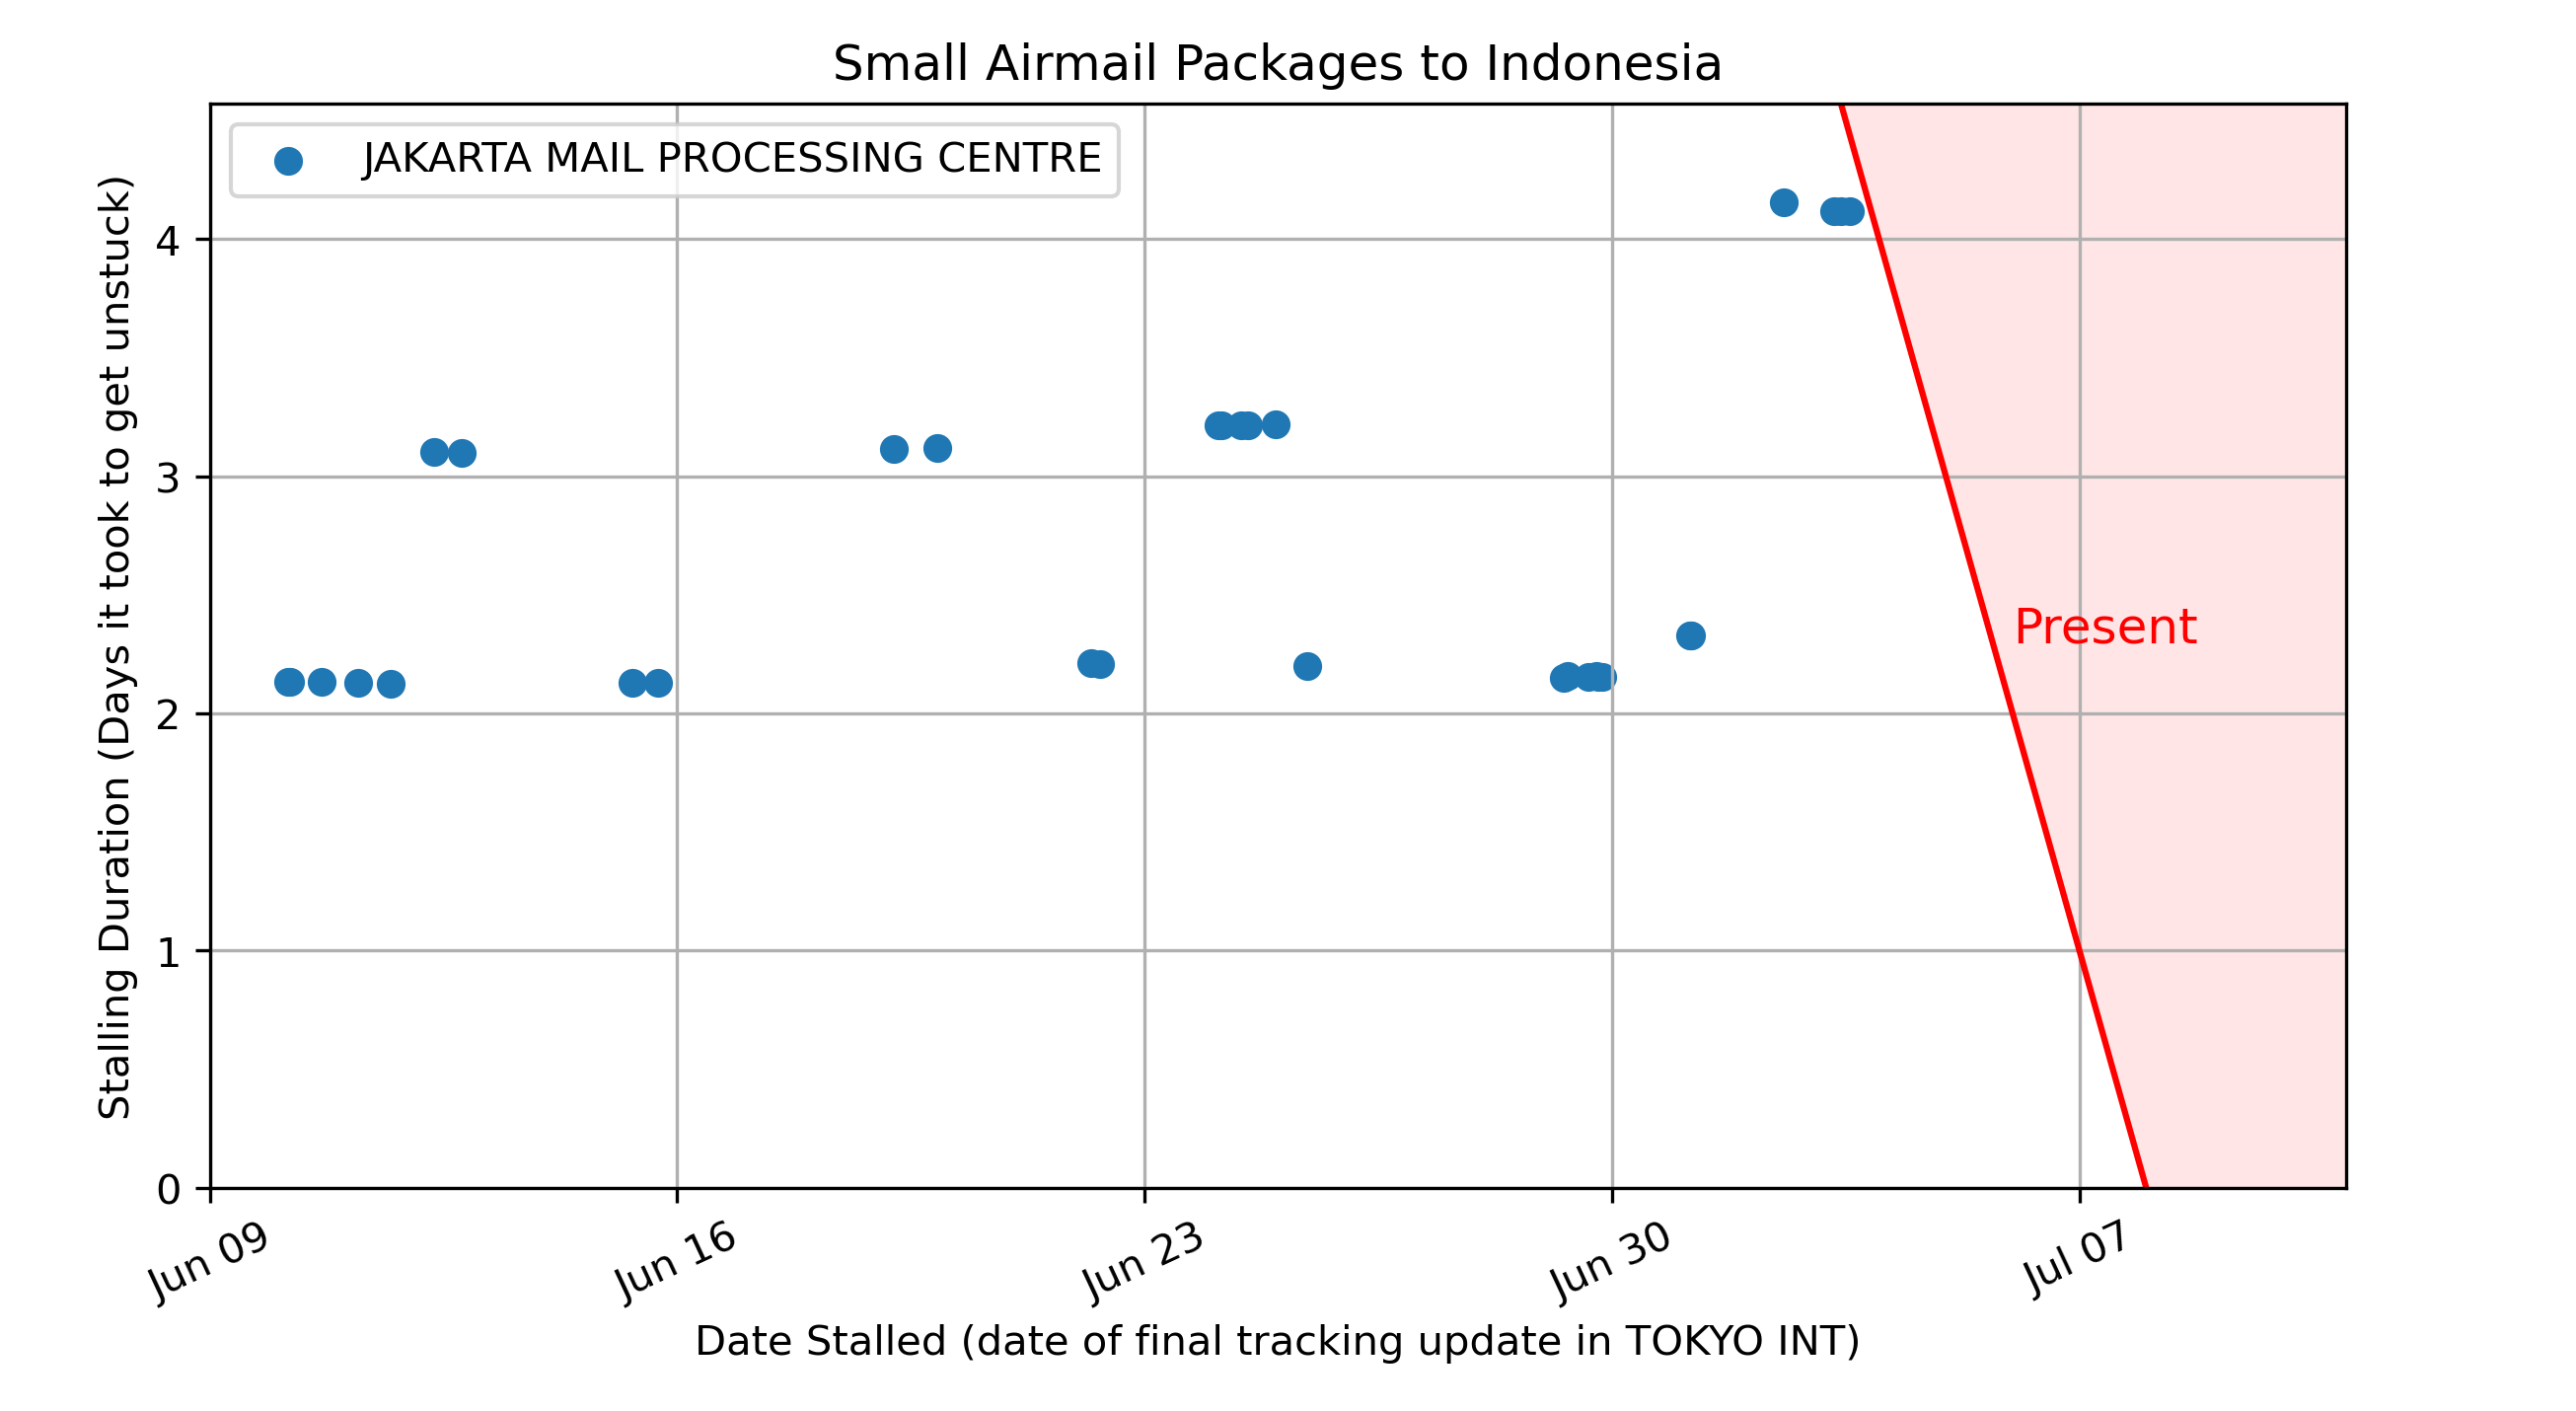 Small Airmail Packages to Indonesia
JAKARTA MAIL PROCESSING CENTRE
Stalling Duration (Days it took to get unstuck)
4
3
2
1
0
Present
Jun 09
Jun 16
Jun 23
Jun 30
Jul 07
Date Stalled (date of final tracking update in TOKYO INT)